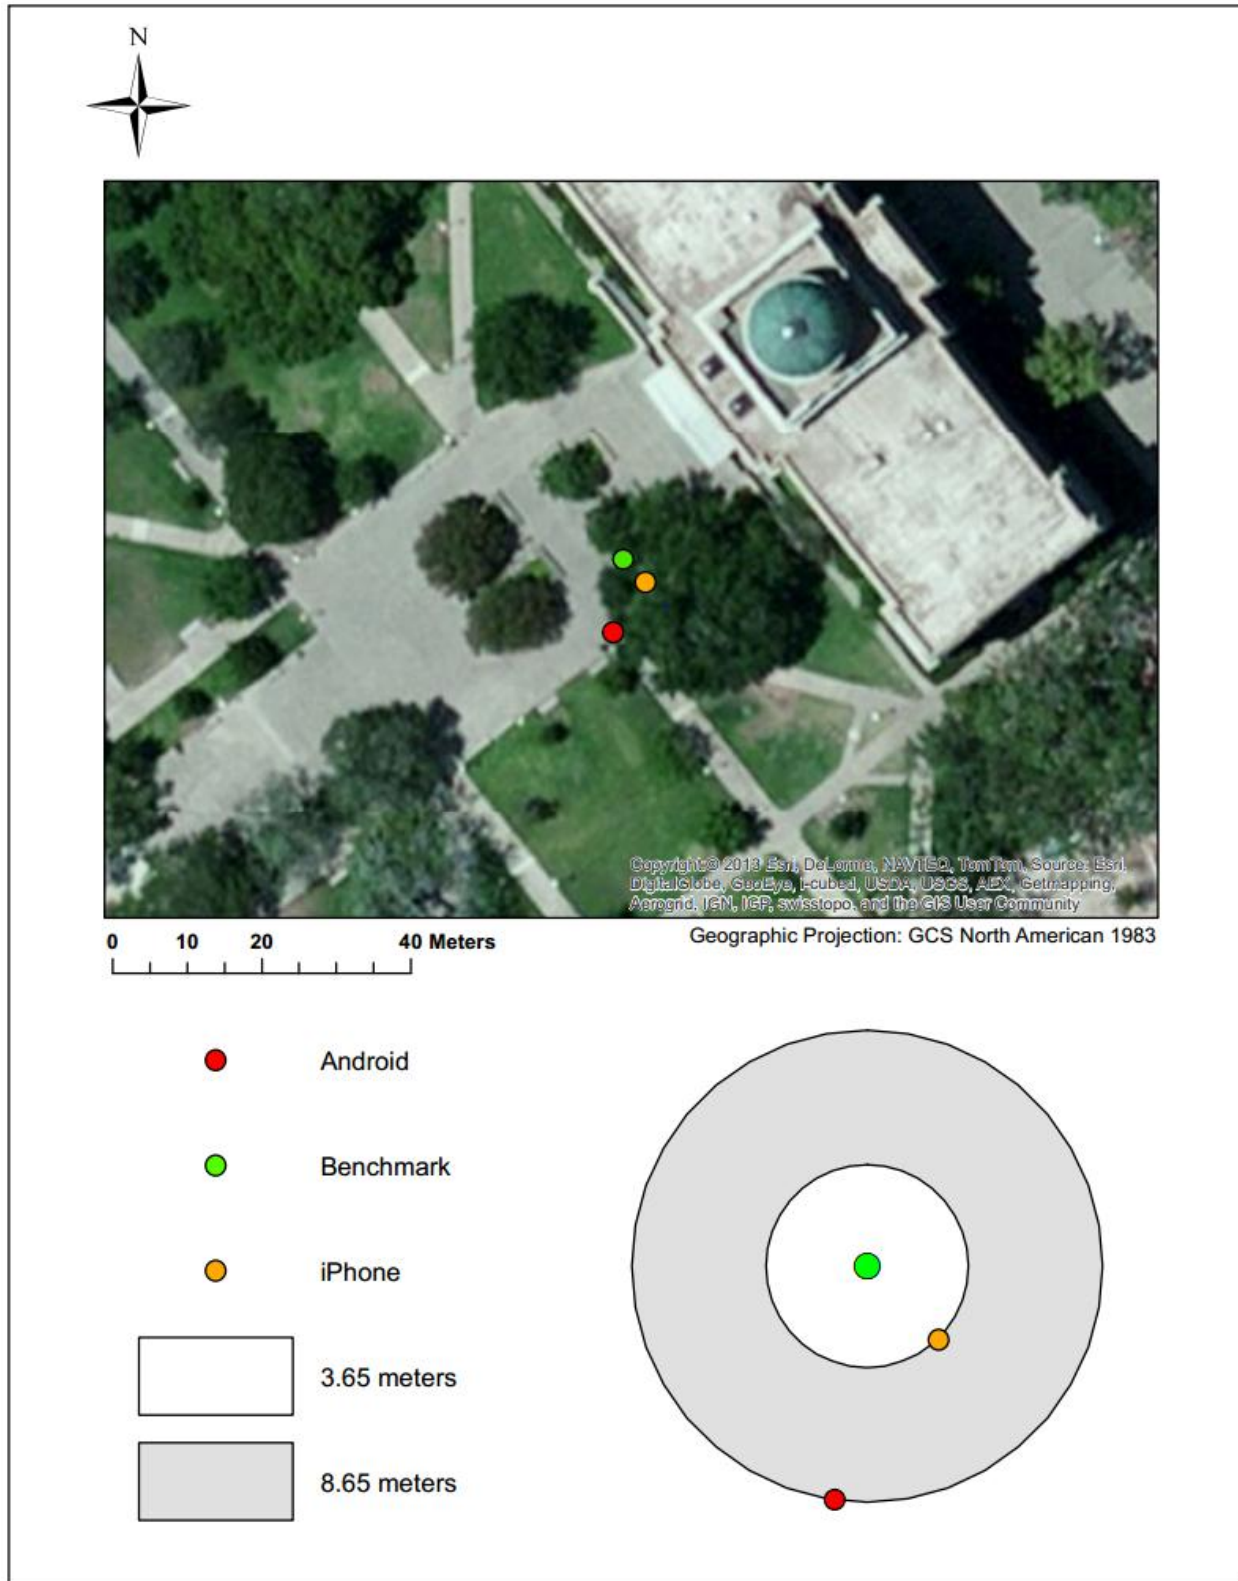 N
Copyright:© 2013 Esri, DeLorme, NAVTEQ, TomTom, Source: Esri,
DigitalGlobe, GeoEye, i-cubed, USDA, USGS, AEX, Getmapping,
Aerogrid, IGN, IGP, swisstopo, and the GIS User Community
0 10 20 40 Meters
Geographic Projection: GCS North American 1983
Android
Benchmark
iPhone
3.65 meters
8.65 meters